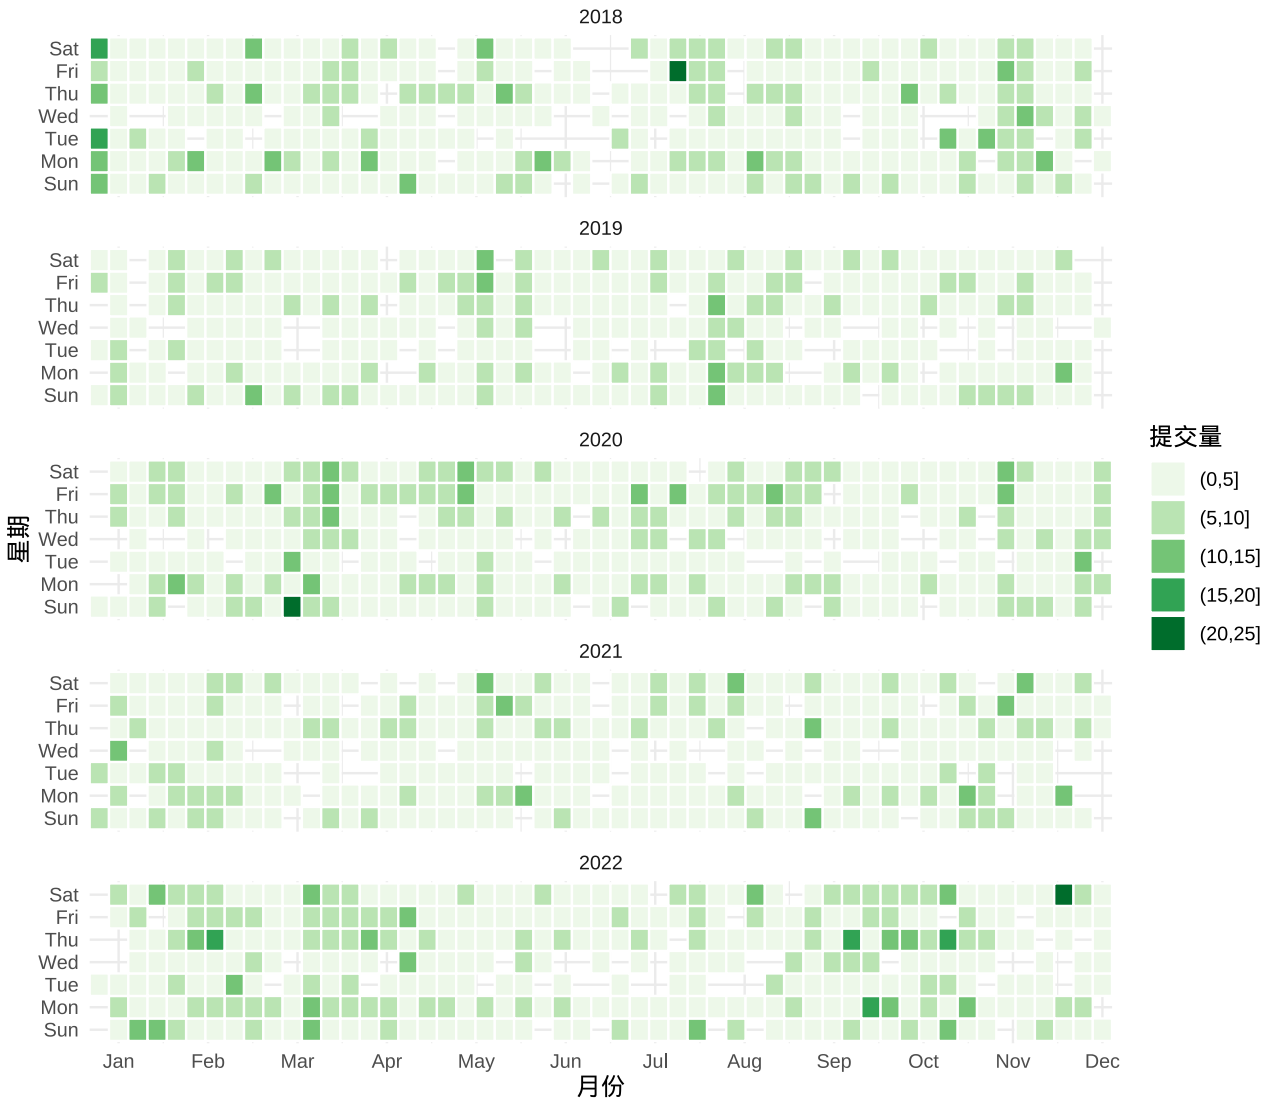 2018
Sat
Fri
Thu
Wed
Tue
Mon
Sun
2019
Sat
Fri
Thu
Wed
Tue
Mon
Sun
2020
Sat
Fri
Thu
Wed
Tue
Mon
Sun
2021
Sat
Fri
Thu
Wed
Tue
Mon
Sun
2022
Sat
Fri
Thu
Wed
Tue
Mon
Sun
Jan Feb Mar Apr May Jun Jul Aug Sep Oct Nov Dec
月份
星期
提交量
(0,5]
(5,10]
(10,15]
(15,20]
(20,25]